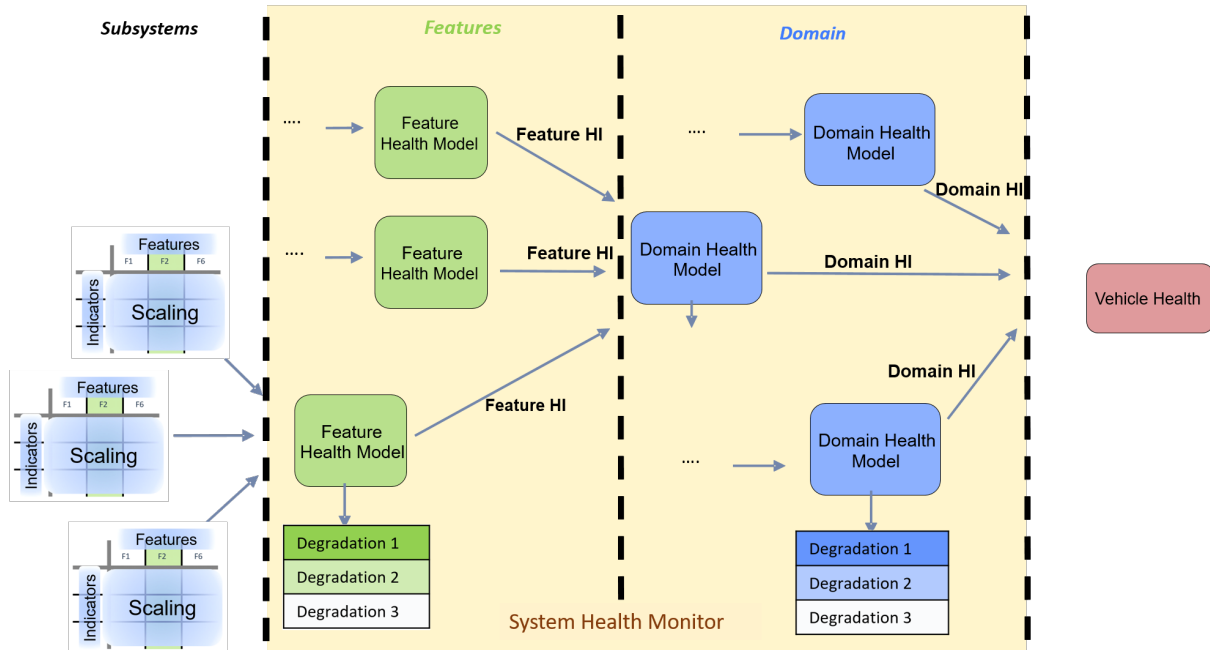 Subsystems
Features
Domain
....
Feature
Health Model
Feature HI
....
Domain Health
Model
Domain HI
....
Feature
Health Model
Feature HI
Domain Health
Model
Domain HI
Vehicle Health
Features
F1 F2 F6
Indicators
Scaling
Features
F1 F2 F6
Indicators
Scaling
Features
F1 F2 F6
Indicators
Scaling
Feature
Health Model
Feature HI
Degradation 1
Degradation 2
Degradation 3
....
Domain Health
Model
Domain HI
Degradation 1
Degradation 2
Degradation 3
System Health Monitor